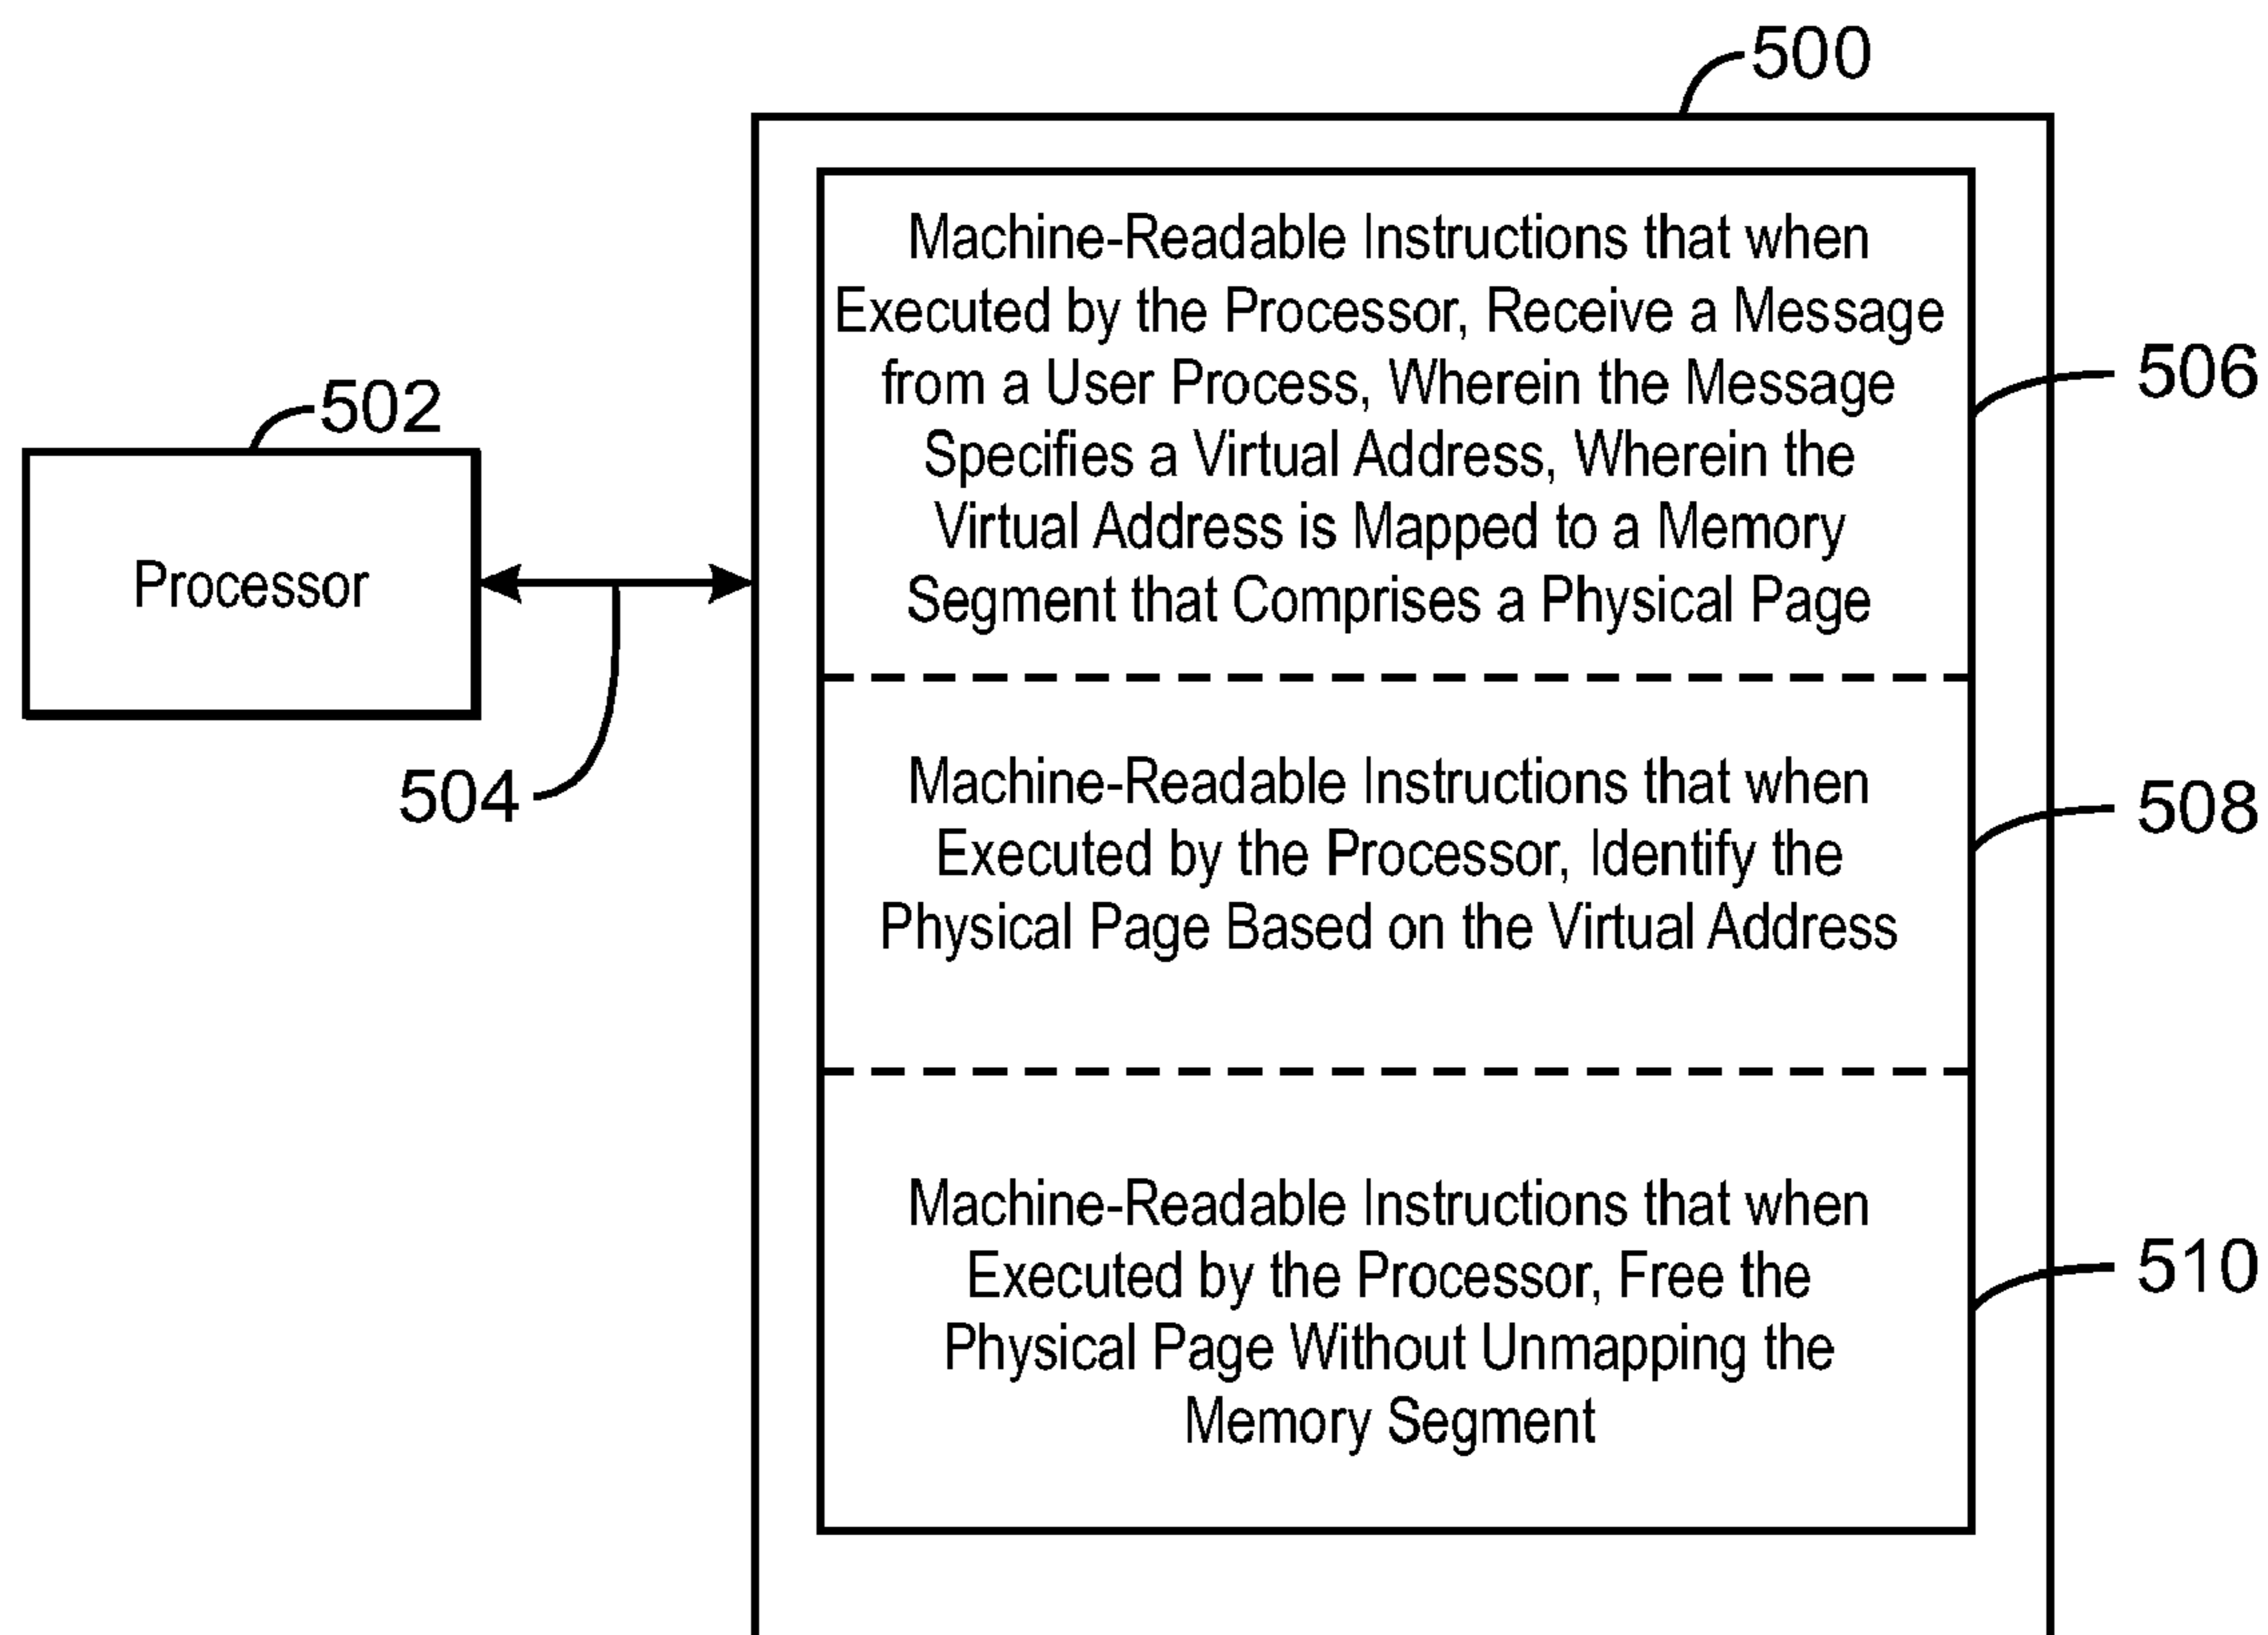 500
Machine-Readable Instructions that when
Executed by the Processor, Receive a Message
from a User Process, Wherein the Message
Specifies a Virtual Address, Wherein the
Virtual Address is Mapped to a Memory
Segment that Comprises a Physical Page
506
502
Processor
504
Machine-Readable Instructions that when
Executed by the Processor, Identify the
Physical Page Based on the Virtual Address
508
Machine-Readable Instructions that when
Executed by the Processor, Free the
Physical Page Without Unmapping the
Memory Segment
510